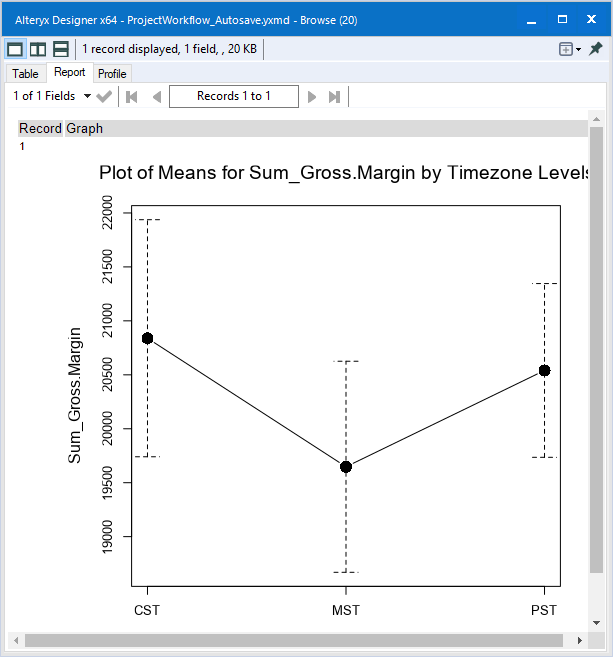 Alteryx Designer x64 - ProjectWorkflow_Autosave.yxmd - Browse (20)
1 record displayed, 1 field, , 20 KB
Table Report Profile
1 of 1 Fields Records 1 to 1
Record Graph
1
Plot of Means for Sum_Gross.Margin by Timezone Levels
22000
21500
21000
20500
20000
19500
19000
Sum_Gross.Margin
CST MST PST